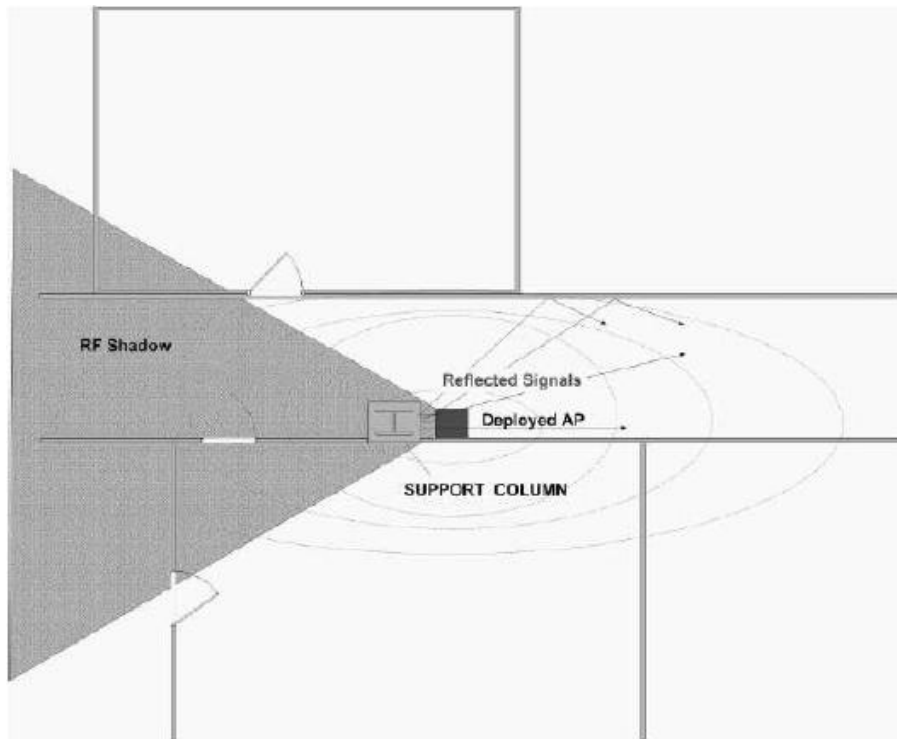 RF Shadow
Reflected Signals
Deployed AP
SUPPORT COLUMN